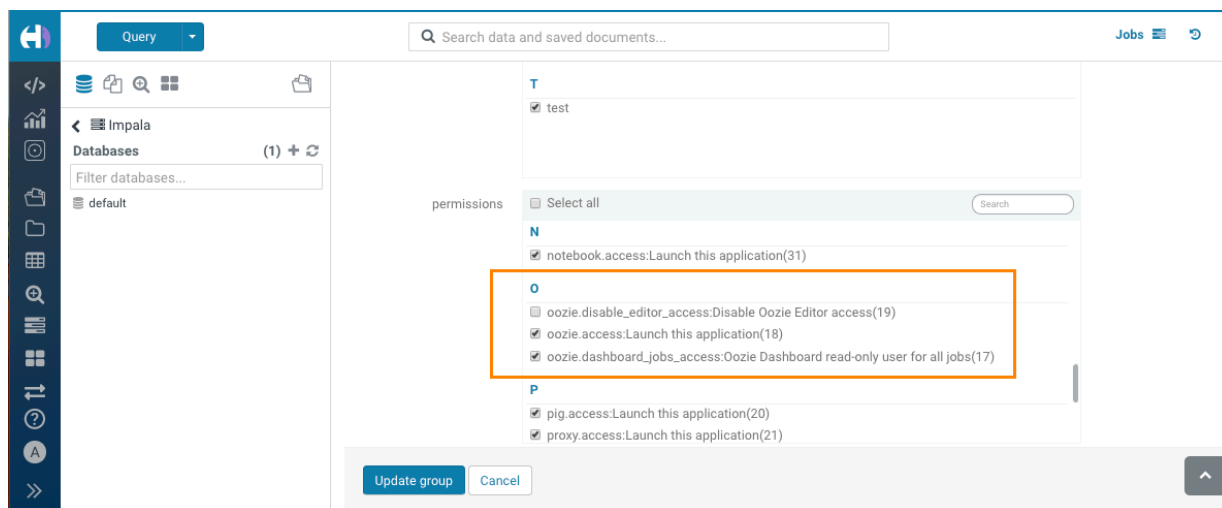 Query
Search data and saved documents...
Jobs
Impala
Databases (1)
Filter databases...
default
T
test
permissions
Select all
Search
N
notebook.access:Launch this application(31)
O
oozie.disable_editor_access:Disable Oozie Editor access(19)
oozie.access:Launch this application(18)
oozie.dashboard_jobs_access:Oozie Dashboard read-only user for all jobs(17)
P
pig.access:Launch this application(20)
proxy.access:Launch this application(21)
A
Update group
Cancel